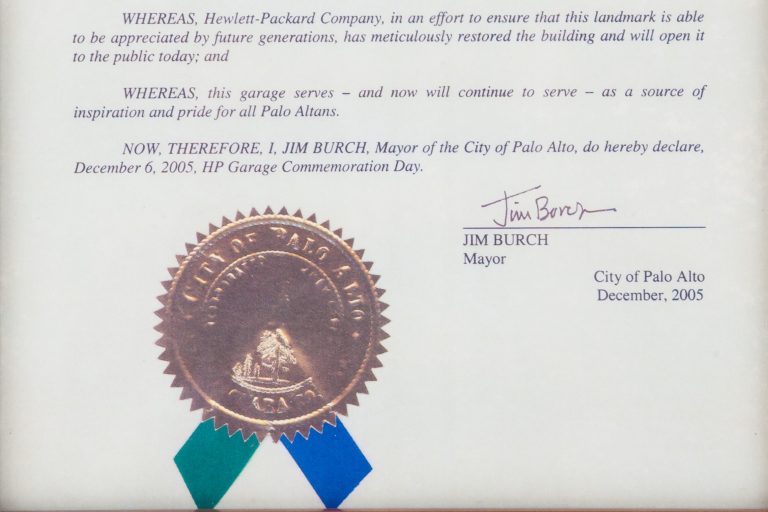 WHEREAS, Hewlett-Packard Company, in an effort to ensure that this landmark is able
to be appreciated by future generations, has meticulously restored the building and will open it
to the public today; and
WHEREAS, this garage serves – and now will continue to serve – as a source of
inspiration and pride for all Palo Altans.
NOW, THEREFORE, I, JIM BURCH, Mayor of the City of Palo Alto, do hereby declare,
December 6, 2005, HP Garage Commemoration Day.
Jim Burch
JIM BURCH
Mayor
City of Palo Alto
December, 2005
CITY OF PALO ALTO